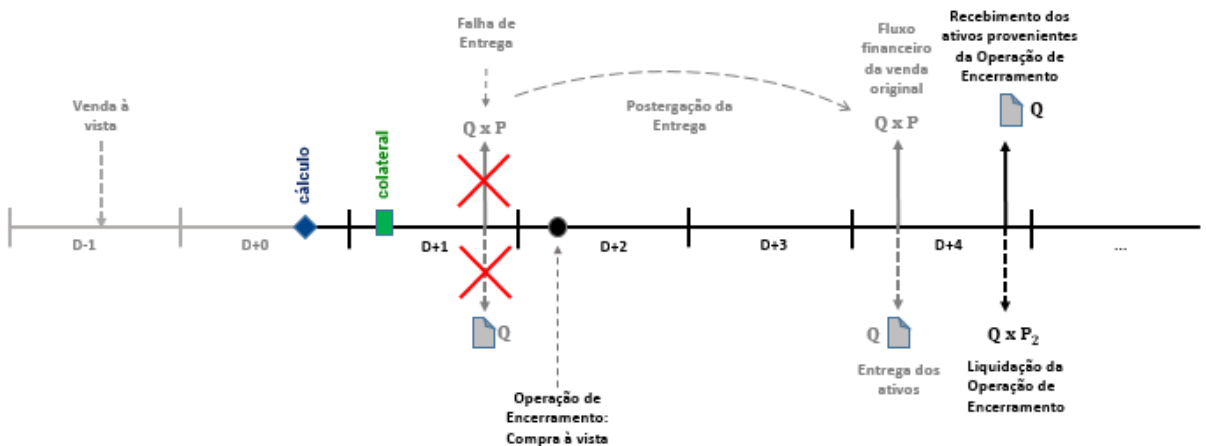 Falha de
Entrega
Fluxo
financeiro
da venda
original
Recebimento dos
ativos provenientes
da Operação de
Encerramento
Venda à
vista
Postergação da
Entrega
Q x P
Q x P
Q
cálculo
colateral
D-1
D+0
D+1
D+2
D+3
D+4
...
Q
Q
Q x P₂
Entrega dos
ativos
Liquidação da
Operação de
Encerramento
Operação de
Encerramento:
Compra à vista